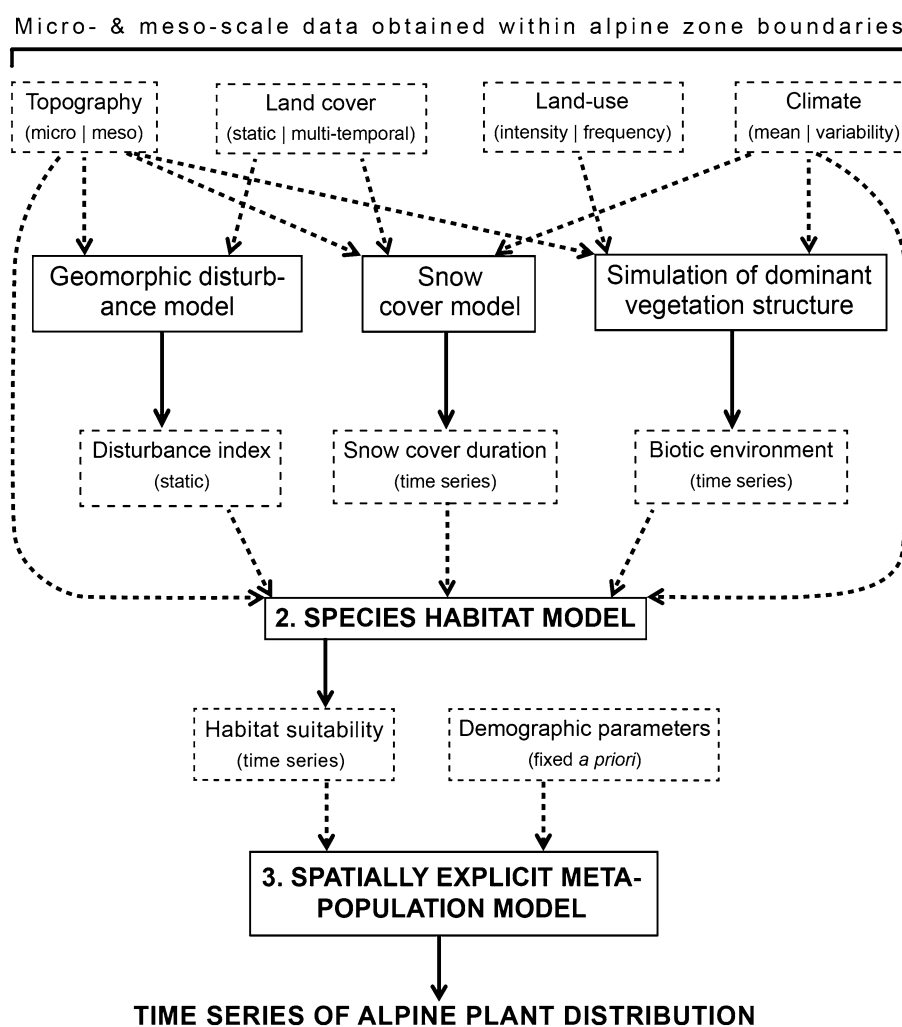 Micro- & meso-scale data obtained within alpine zone boundaries
Topography
(micro | meso)
Land cover
(static | multi-temporal)
Land-use
(intensity | frequency)
Climate
(mean | variability)
Geomorphic disturb-
ance model
Snow
cover model
Simulation of dominant
vegetation structure
Disturbance index
(static)
Snow cover duration
(time series)
Biotic environment
(time series)
2. SPECIES HABITAT MODEL
Habitat suitability
(time series)
Demographic parameters
(fixed a priori)
3. SPATIALLY EXPLICIT META-
POPULATION MODEL
TIME SERIES OF ALPINE PLANT DISTRIBUTION